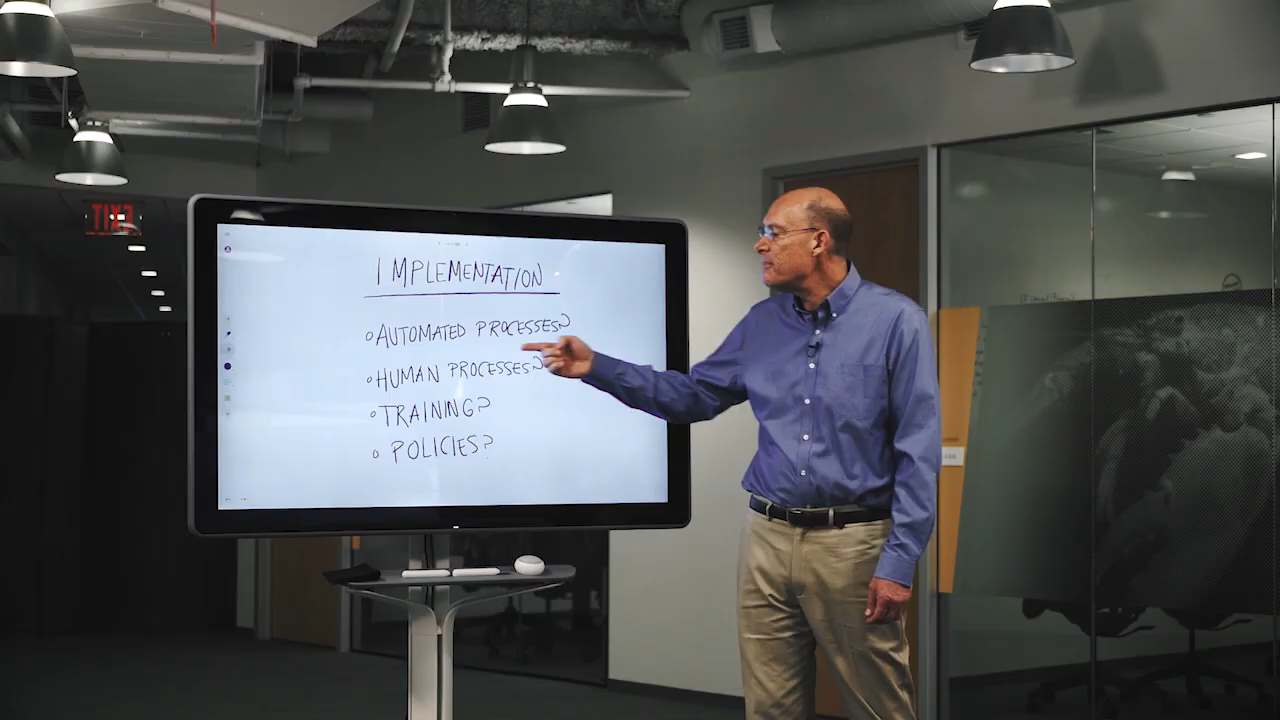 EXIT
IMPLEMENTATION
o AUTOMATED PROCESSES?
o HUMAN PROCESSES?
o TRAINING?
o POLICIES?